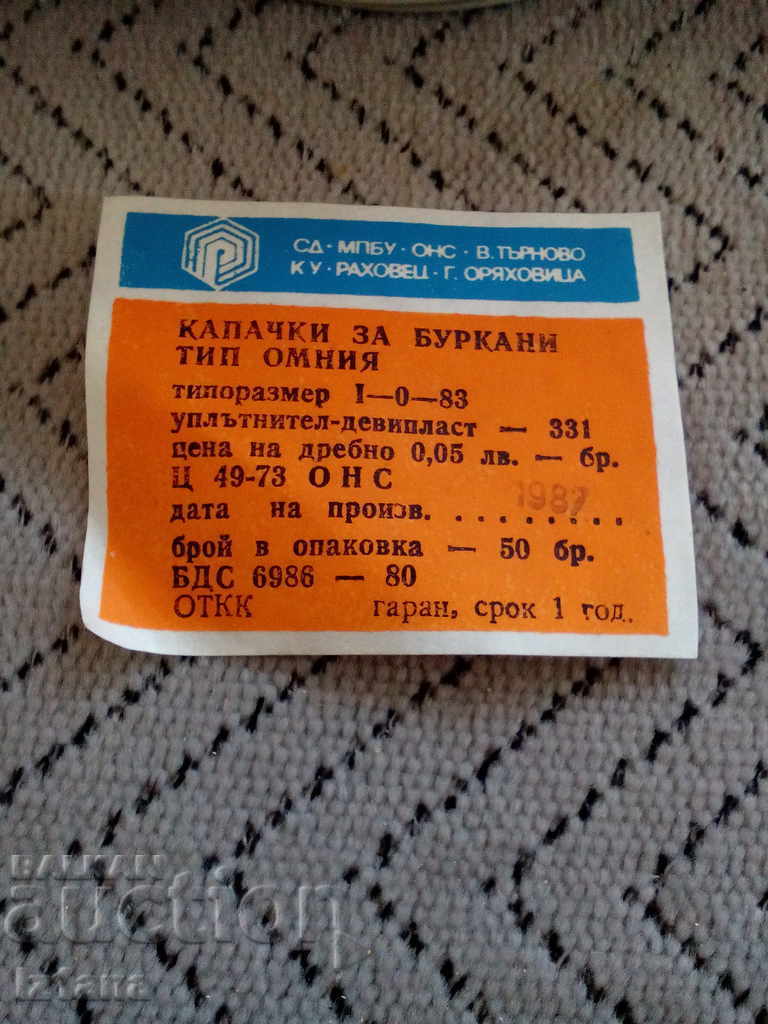 СД · МПБУ · ОНС · В. ТЪРНОВО
КУ · РАХОВЕЦ · Г. ОРЯХОВИЦА
КАПАЧКИ ЗА БУРКАНИ
ТИП ОМНИЯ
типоразмер I—0—83
уплътнител-девипласт — 331
цена на дребно 0,05 лв. — бр.
Ц 49-73 ОНС
дата на произв. ......... 1987
брой в опаковка — 50 бр.
БДС 6986 — 80
ОТКК гаран, срок 1 год.
BALKAN
auction
Iziana